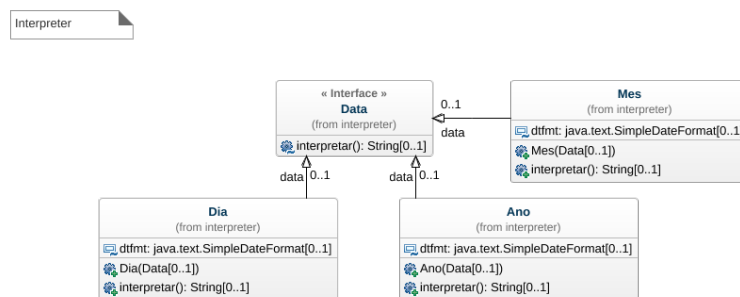 Interpreter
« Interface »
Data
(from interpreter)
interpretar(): String[0..1]
0..1
data
Mes
(from interpreter)
dtfmt: java.text.SimpleDateFormat[0..1
Mes(Data[0..1])
interpretar(): String[0..1]
data 0..1
data 0..1
Dia
(from interpreter)
dtfmt: java.text.SimpleDateFormat[0..1]
Dia(Data[0..1])
interpretar(): String[0..1]
Ano
(from interpreter)
dtfmt: java.text.SimpleDateFormat[0..1]
Ano(Data[0..1])
interpretar(): String[0..1]